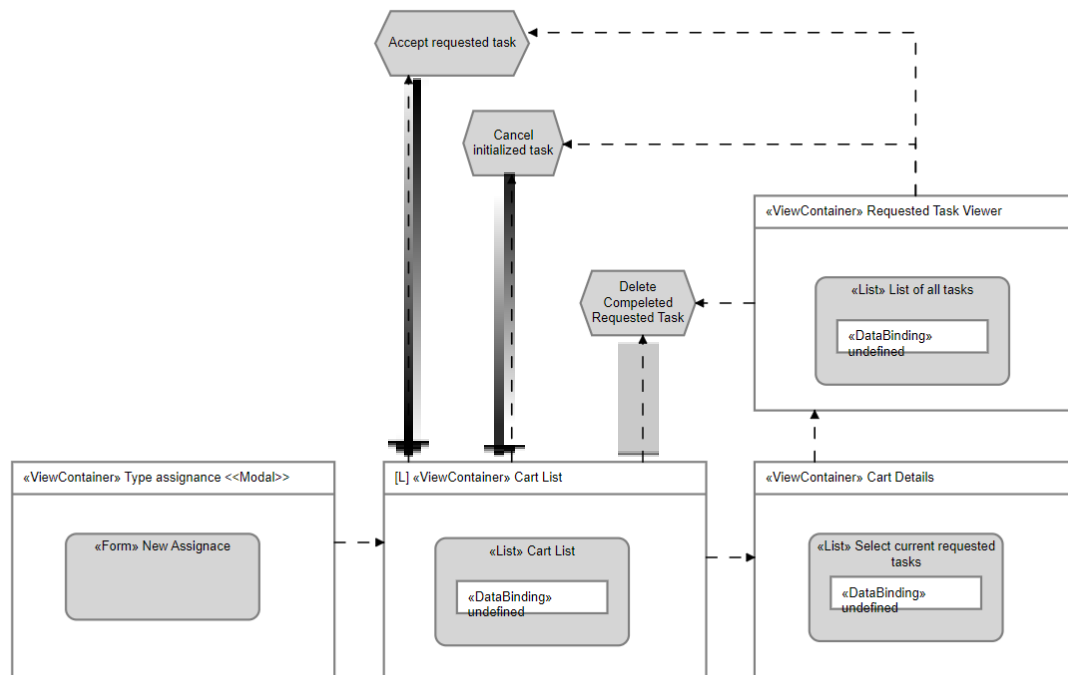 Accept requested task
Cancel
initialized task
«ViewContainer» Requested Task Viewer
«List» List of all tasks
«DataBinding»
undefined
Delete
Compeleted
Requested Task
«ViewContainer» Type assignance <<Modal>>
«Form» New Assignace
[L] «ViewContainer» Cart List
«List» Cart List
«DataBinding»
undefined
«ViewContainer» Cart Details
«List» Select current requested
tasks
«DataBinding»
undefined